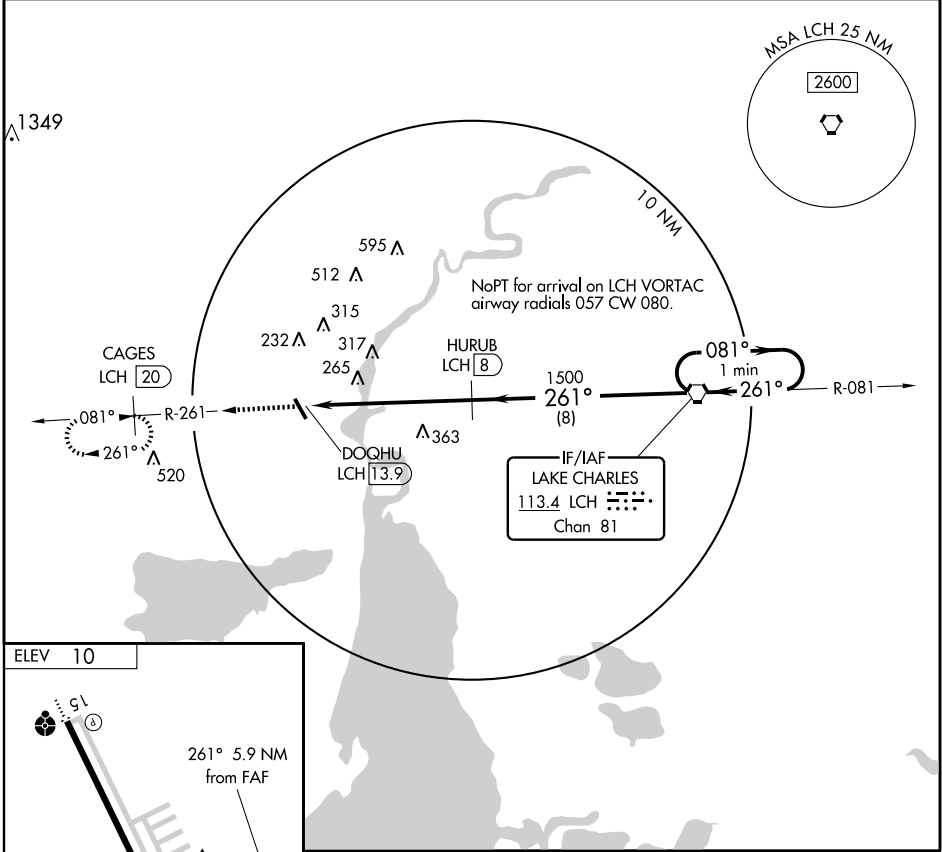 MSA LCH 25 NM
2600
1349
10 NM
595
512
315
232
317
265
NoPT for arrival on LCH VORTAC
airway radials 057 CW 080.
CAGES
LCH 20
HURUB
LCH 8
1500
261°
(8)
081°
1 min
261°
R-081
081°
R-261
261°
520
363
DOQHU
LCH 13.9
IF/IAF
LAKE CHARLES
113.4 LCH
Chan 81
ELEV 10
15
P
261° 5.9 NM
from FAF